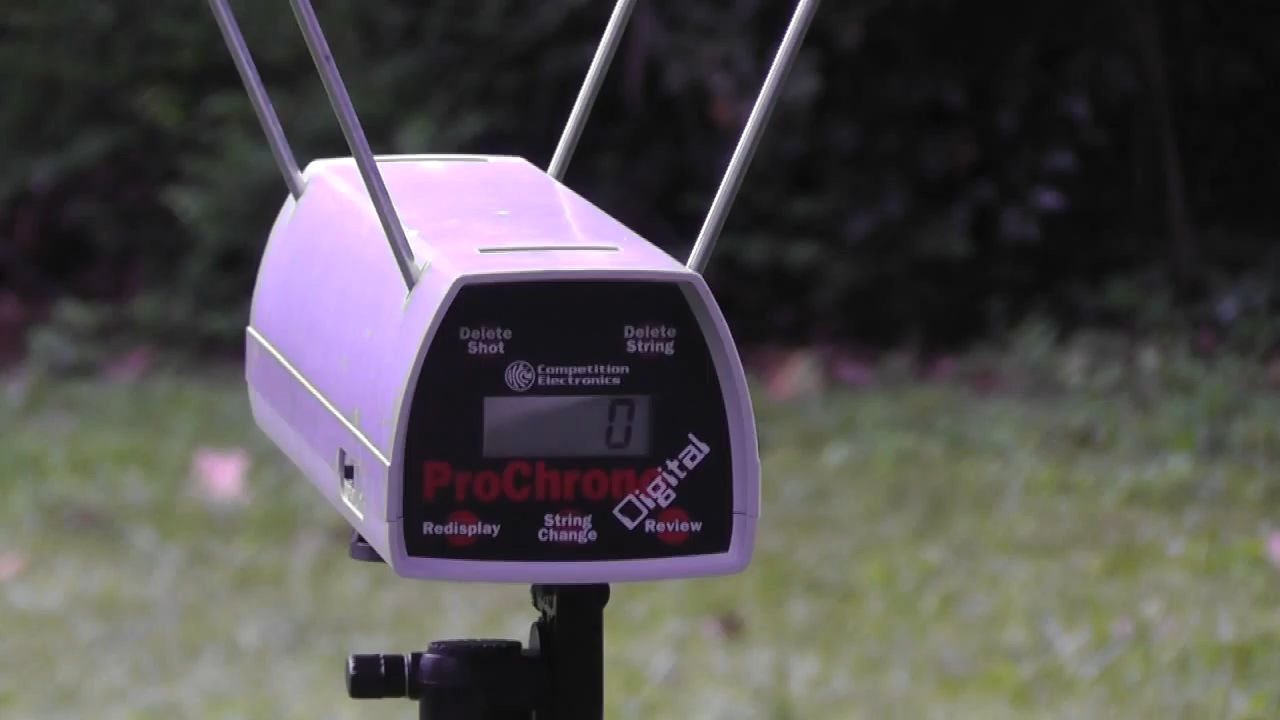 Delete
Shot
Delete
String
Competition
Electronics
0
ProChrono
Digital
Redisplay
String
Change
Review